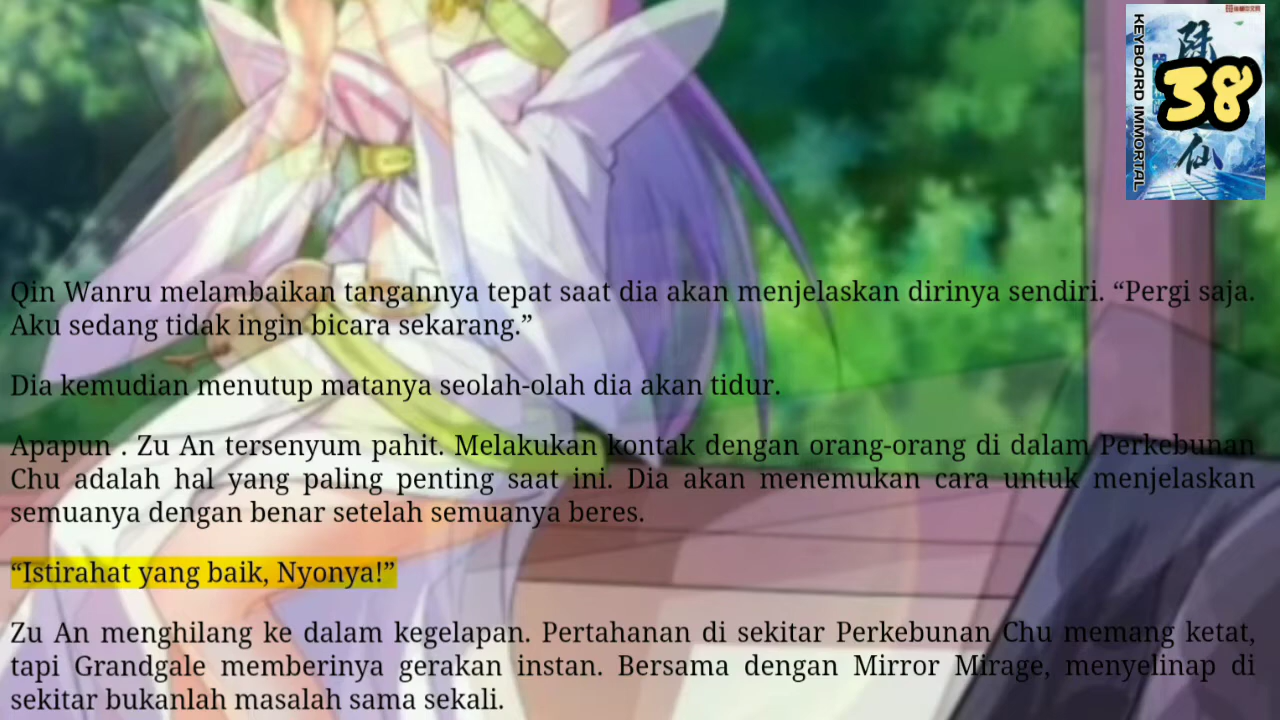 KEYBOARD IMMORTAL
陆
38
仙
Qin Wanru melambaikan tangannya tepat saat dia akan menjelaskan dirinya sendiri. “Pergi saja.
Aku sedang tidak ingin bicara sekarang.”
Dia kemudian menutup matanya seolah-olah dia akan tidur.
Apapun . Zu An tersenyum pahit. Melakukan kontak dengan orang-orang di dalam Perkebunan
Chu adalah hal yang paling penting saat ini. Dia akan menemukan cara untuk menjelaskan
semuanya dengan benar setelah semuanya beres.
“Istirahat yang baik, Nyonya!”
Zu An menghilang ke dalam kegelapan. Pertahanan di sekitar Perkebunan Chu memang ketat,
tapi Grandgale memberinya gerakan instan. Bersama dengan Mirror Mirage, menyelinap di
sekitar bukanlah masalah sama sekali.